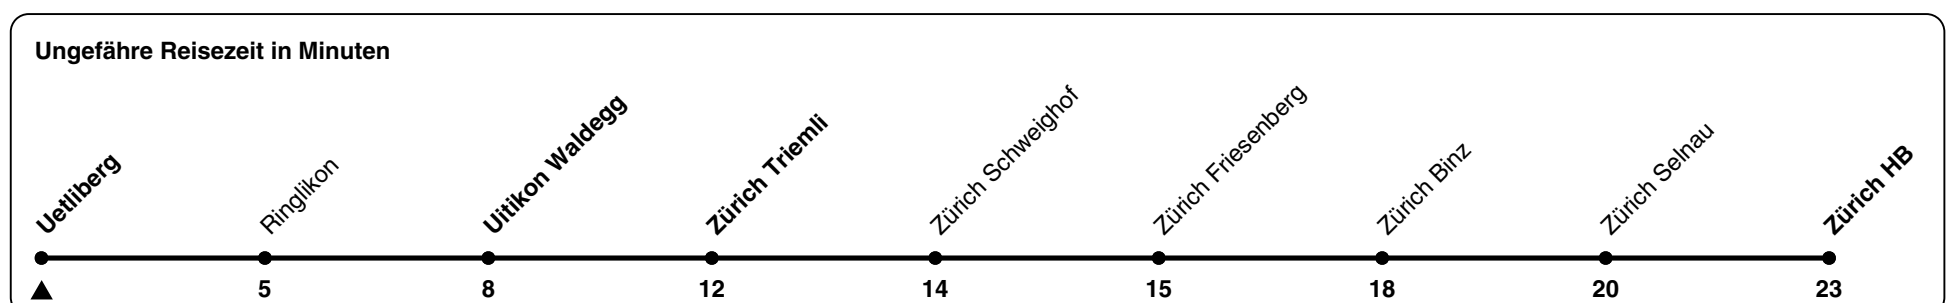 Ungefähre Reisezeit in Minuten
Uetliberg
Ringlikon
Uitikon Waldegg
Zürich Triemli
Zürich Schweighof
Zürich Friesenberg
Zürich Binz
Zürich Selnau
Zürich HB
5 8 12 14 15 18 20 23